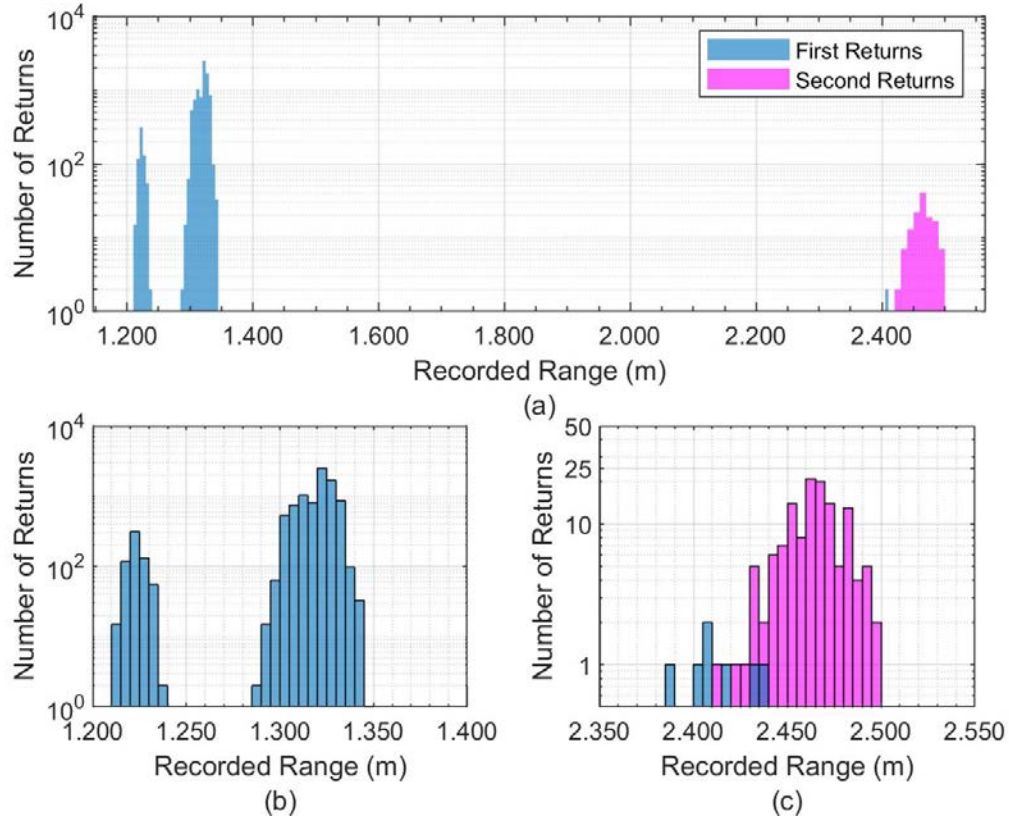 10^4
10^2
10^0
Number of Returns
First Returns
Second Returns
1.200 1.400 1.600 1.800 2.000 2.200 2.400
Recorded Range (m)
(a)
10^4
10^2
10^0
Number of Returns
1.200 1.250 1.300 1.350 1.400
Recorded Range (m)
(b)
50
25
10
1
Number of Returns
2.350 2.400 2.450 2.500 2.550
Recorded Range (m)
(c)